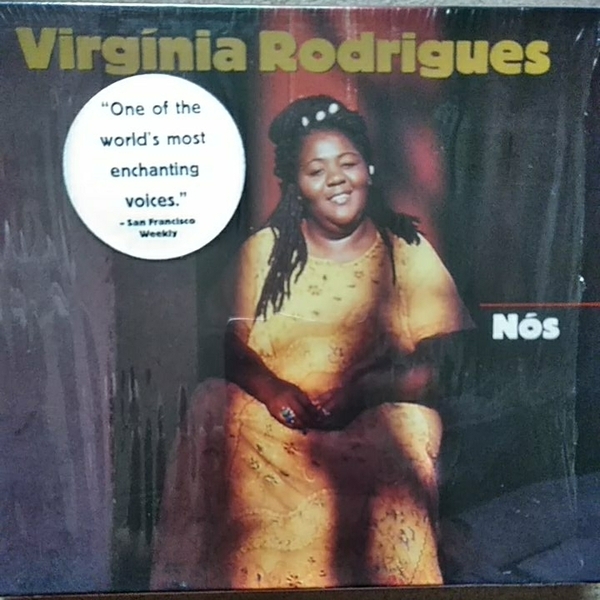 Virgínia Rodrigues
“One of the
world's most
enchanting
voices.”
– San Francisco
Weekly
Nós